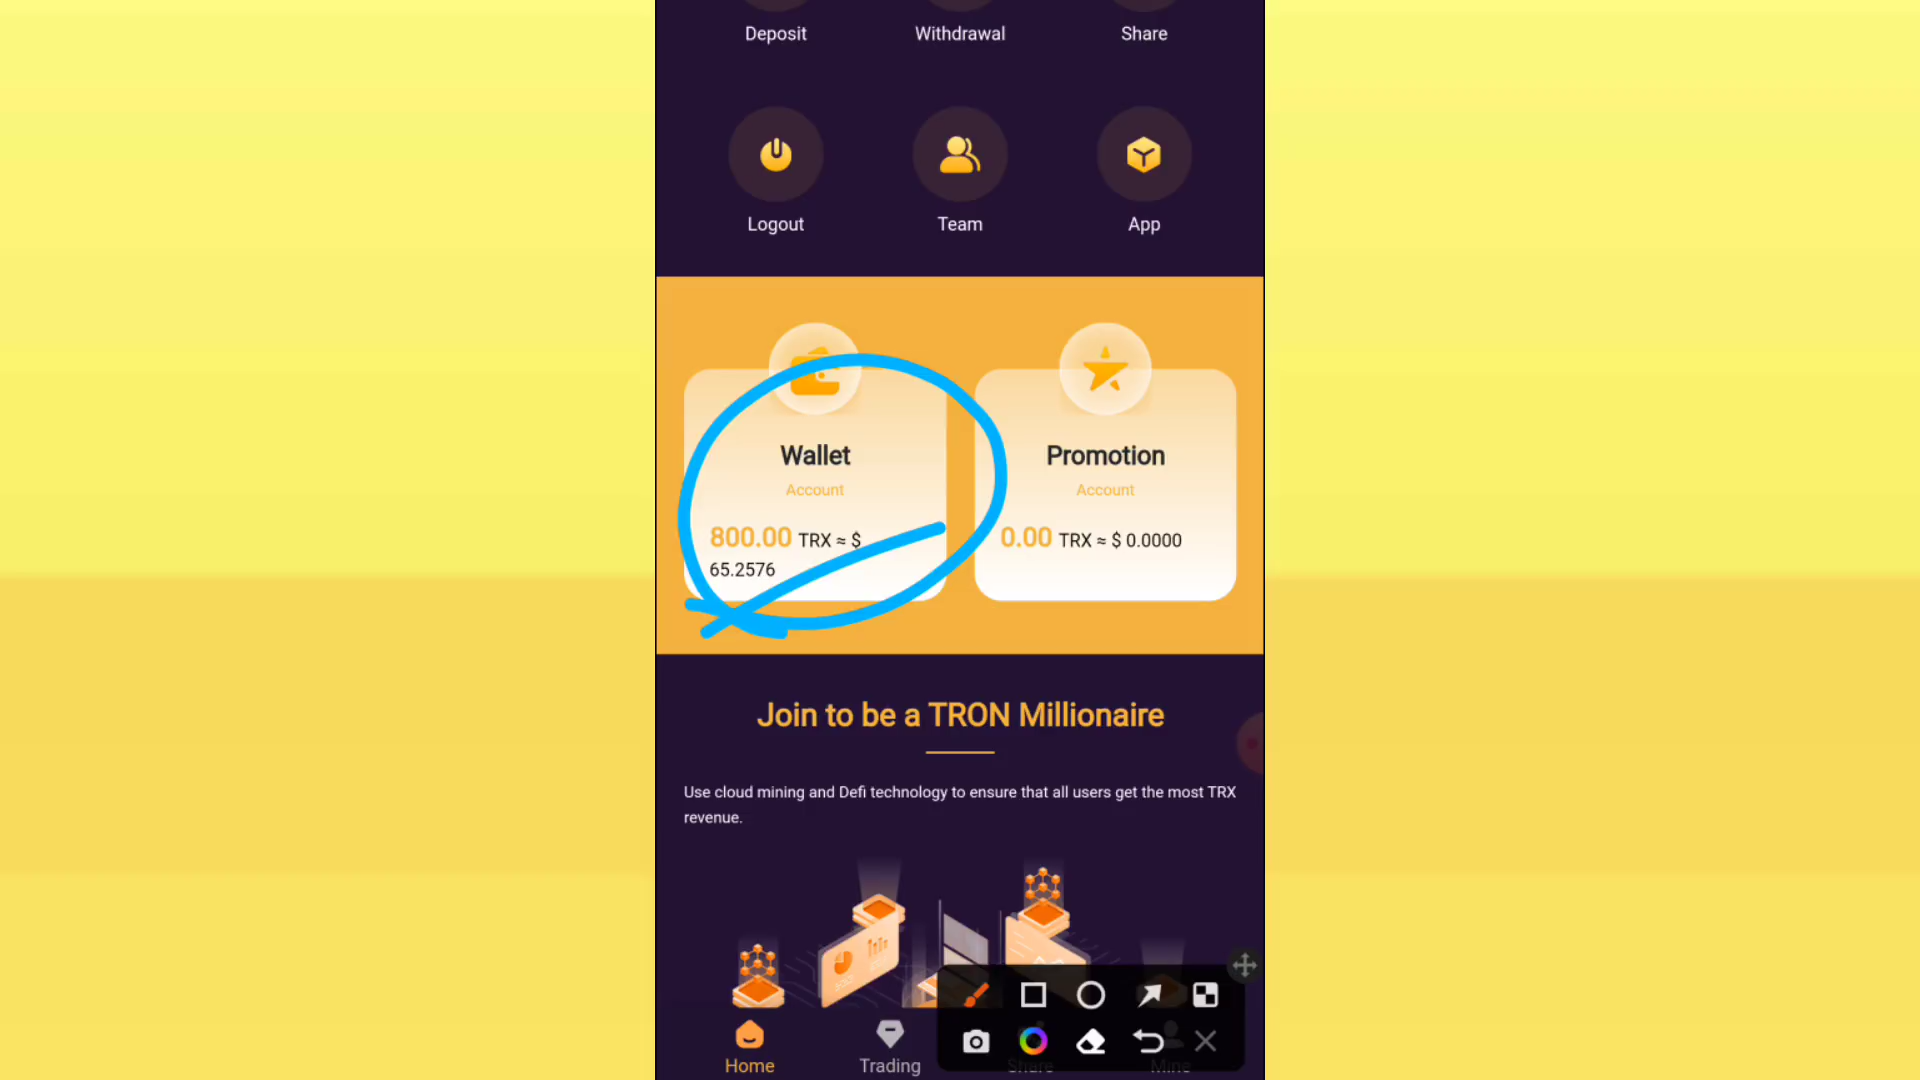 Deposit Withdrawal Share
Logout Team App
Wallet
Account
800.00 TRX ≈ $
65.2576
Promotion
Account
0.00 TRX ≈ $ 0.0000
Join to be a TRON Millionaire
Use cloud mining and Defi technology to ensure that all users get the most TRX
revenue.
Home Trading Share Mine